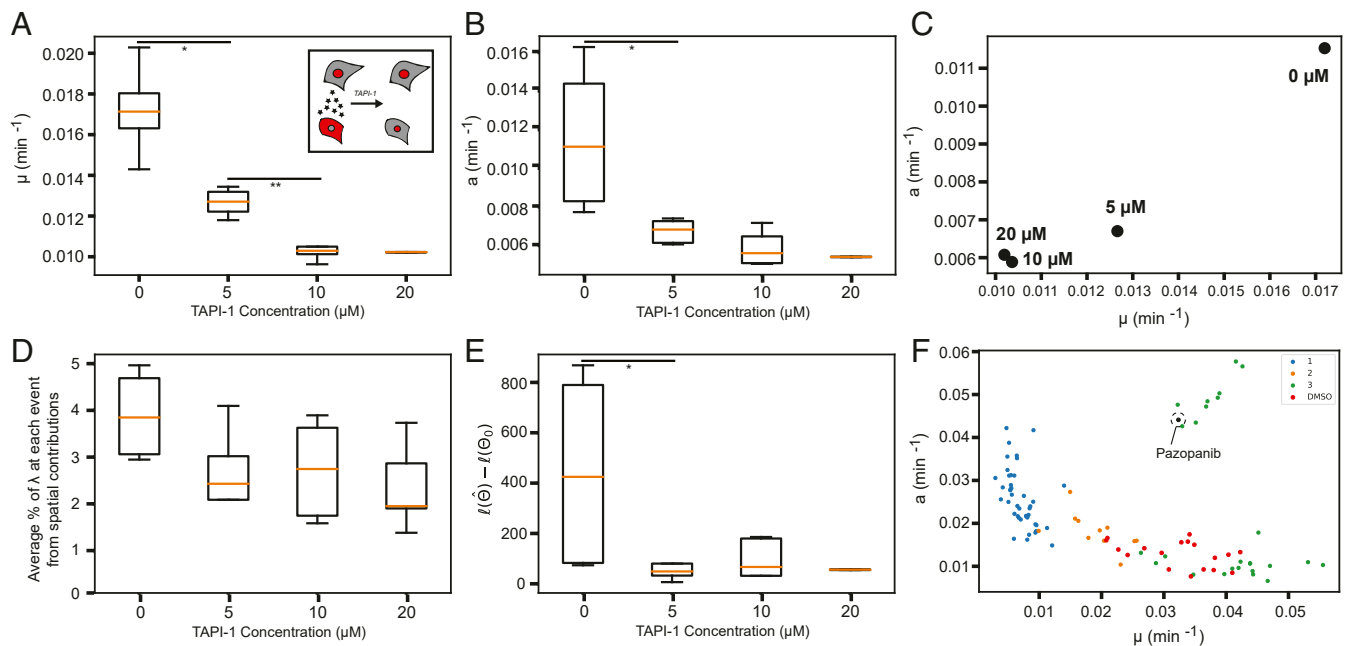 A
μ (min ⁻¹)
0.020
0.018
0.016
0.014
0.012
0.010
*
**
TAPI-1
0 5 10 20
TAPI-1 Concentration (μM)
B
a (min ⁻¹)
0.016
0.014
0.012
0.010
0.008
0.006
*
0 5 10 20
TAPI-1 Concentration (μM)
C
a (min ⁻¹)
0.011
0.010
0.009
0.008
0.007
0.006
0 μM
5 μM
20 μM
10 μM
0.010 0.011 0.012 0.013 0.014 0.015 0.016 0.017
μ (min ⁻¹)
D
Average % of λ at each event
from spatial contributions
5
4
3
2
1
0
0 5 10 20
TAPI-1 Concentration (μM)
E
ℓ(Θ̂) – ℓ(Θ₀)
800
600
400
200
0
*
0 5 10 20
TAPI-1 Concentration (μM)
F
a (min ⁻¹)
0.06
0.05
0.04
0.03
0.02
0.01
1
2
3
DMSO
Pazopanib
0.01 0.02 0.03 0.04 0.05
μ (min ⁻¹)